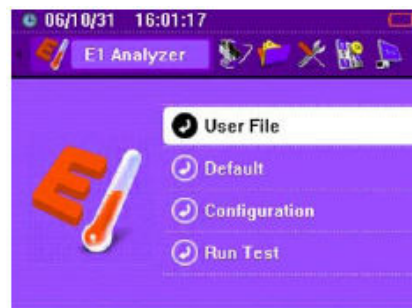 06/10/31 16:01:17
E1 Analyzer
User File
Default
Configuration
Run Test